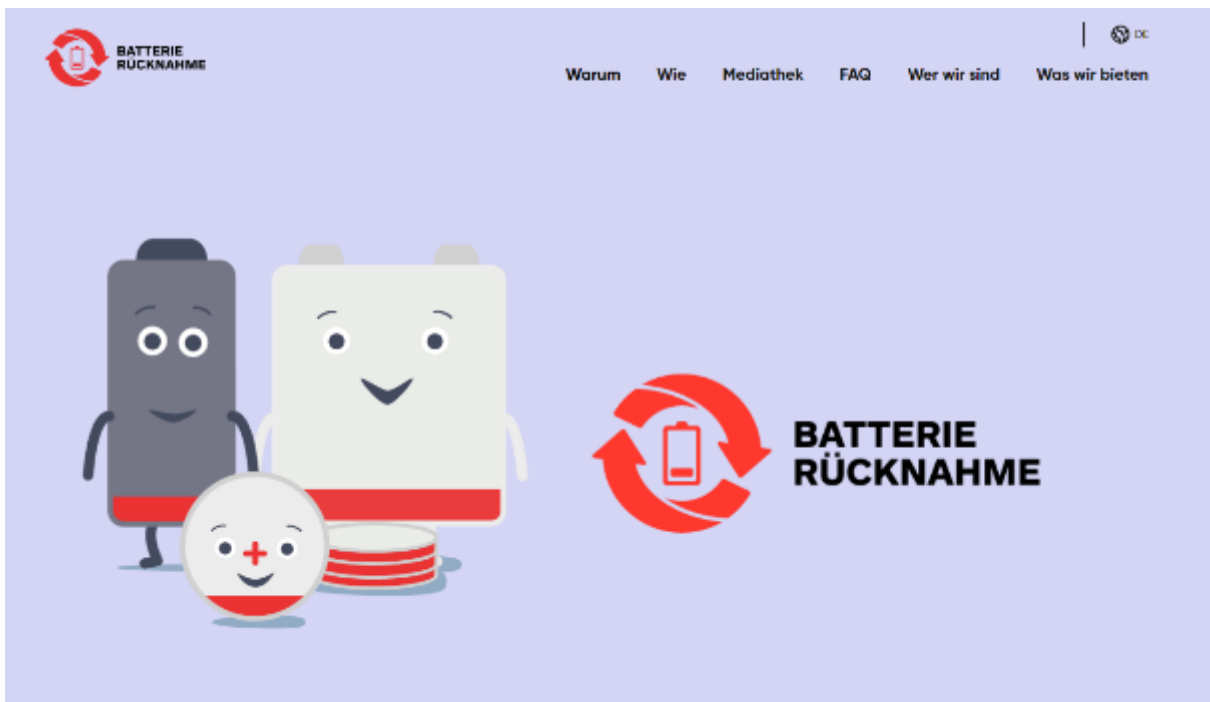 BATTERIE
RÜCKNAHME
DE
Warum Wie Mediathek FAQ Wer wir sind Was wir bieten
BATTERIE
RÜCKNAHME